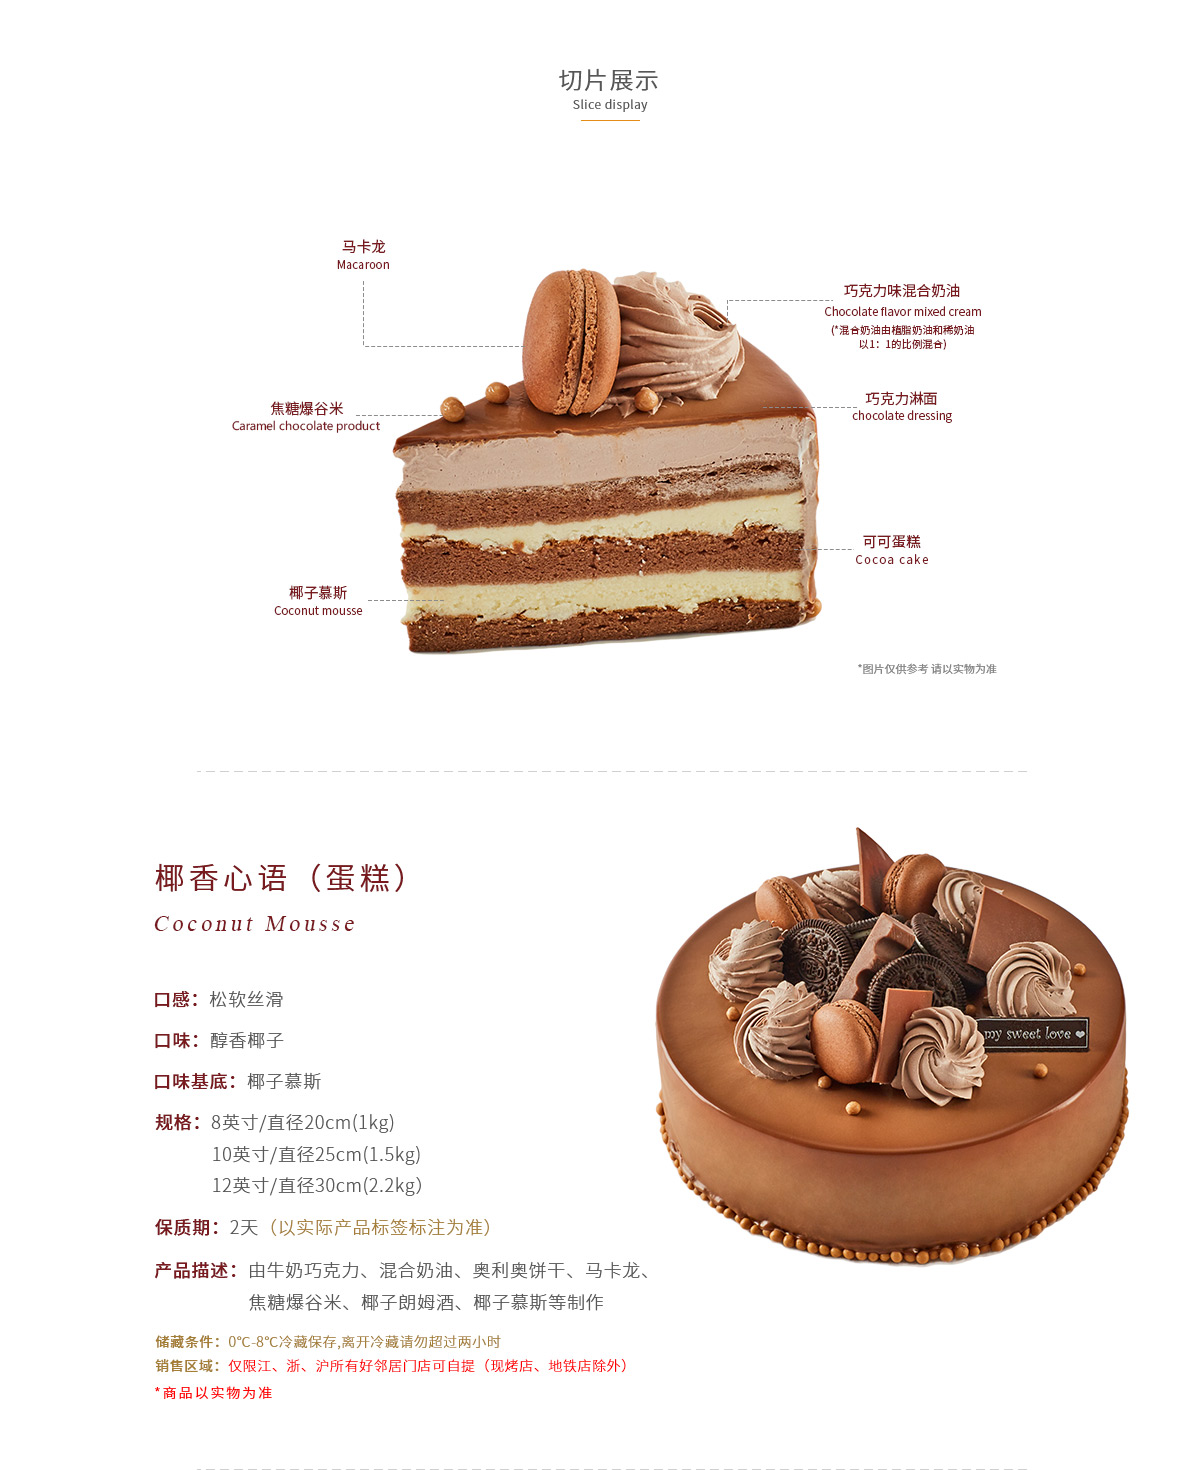 切片展示
Slice display
马卡龙
Macaroon
巧克力味混合奶油
Chocolate flavor mixed cream
(*混合奶油由植脂奶油和稀奶油
以1：1的比例混合)
焦糖爆谷米
Caramel chocolate product
巧克力淋面
chocolate dressing
可可蛋糕
Cocoa cake
椰子慕斯
Coconut mousse
*图片仅供参考 请以实物为准
椰香心语（蛋糕）
Coconut Mousse
口感：松软丝滑
口味：醇香椰子
口味基底：椰子慕斯
规格：8英寸/直径20cm(1kg)
10英寸/直径25cm(1.5kg)
12英寸/直径30cm(2.2kg）
保质期：2天（以实际产品标签标注为准）
产品描述：由牛奶巧克力、混合奶油、奥利奥饼干、马卡龙、
焦糖爆谷米、椰子朗姆酒、椰子慕斯等制作
储藏条件：0℃-8℃冷藏保存,离开冷藏请勿超过两小时
销售区域：仅限江、浙、沪所有好邻居门店可自提（现烤店、地铁店除外）
*商品以实物为准
my sweet love ❤